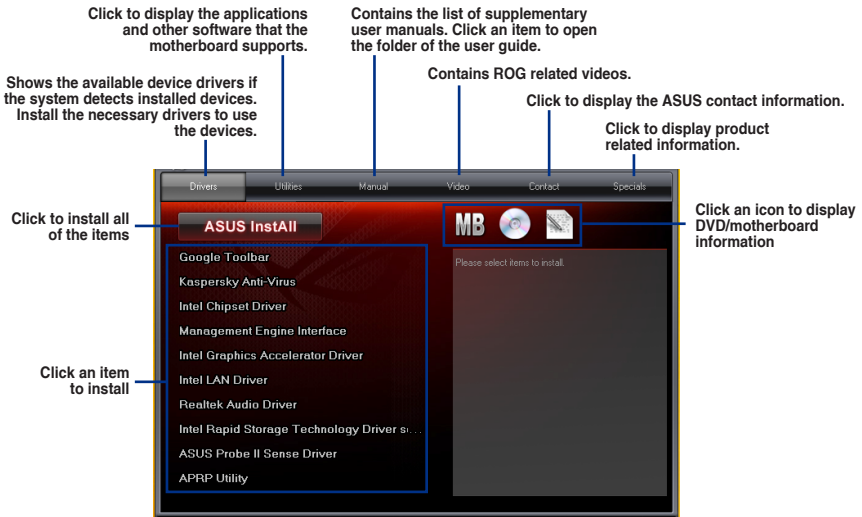 Click to display the applications
and other software that the
motherboard supports.
Contains the list of supplementary
user manuals. Click an item to open
the folder of the user guide.
Contains ROG related videos.
Shows the available device drivers if
the system detects installed devices.
Install the necessary drivers to use
the devices.
Click to display the ASUS contact information.
Click to display product
related information.
Drivers Utilities Manual Video Contact Specials
Click to install all
of the items
ASUS InstAll
MB
Click an icon to display
DVD/motherboard
information
Google Toolbar
Please select items to install.
Kaspersky Anti-Virus
Intel Chipset Driver
Management Engine Interface
Intel Graphics Accelerator Driver
Click an item
to install
Intel LAN Driver
Realtek Audio Driver
Intel Rapid Storage Technology Driver s...
ASUS Probe II Sense Driver
APRP Utility